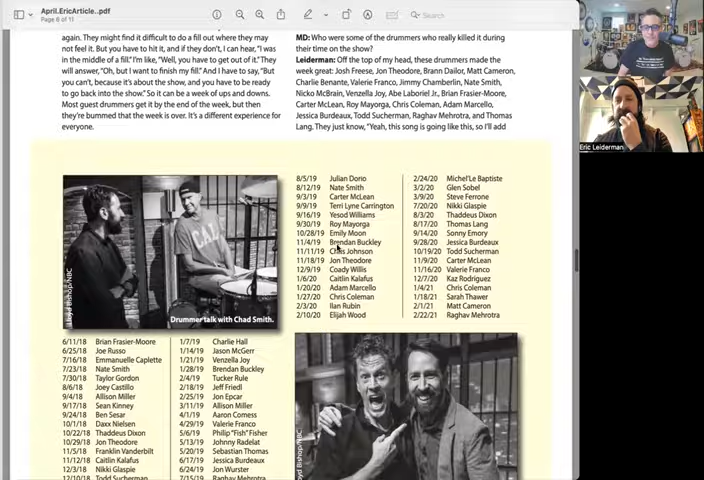 April.EricArticle..pdf
Page 6 of 11
Search
again. They might find it difficult to do a fill out where they may
not feel it. But you have to hit it, and if they don't, I can hear, "I was
in the middle of a fill." I'm like, "Well, you have to get out of it." They
will answer, "Oh, but I want to finish my fill." And I have to say, "But
you can't, because it's about the show, and you have to be ready
to go back into the show." So it can be a week of ups and downs.
Most guest drummers get it by the end of the week, but then
they're bummed that the week is over. It's a different experience for
everyone.
MD: Who were some of the drummers who really killed it during
their time on the show?
Leiderman: Off the top of my head, these drummers made the
week great: Josh Freese, Jon Theodore, Brann Dailor, Matt Cameron,
Charlie Benante, Valerie Franco, Jimmy Chamberlin, Nate Smith,
Nicko McBrain, Venzella Joy, Abe Laboriel Jr., Brian Frasier-Moore,
Carter McLean, Roy Mayorga, Chris Coleman, Adam Marcello,
Jessica Burdeaux, Todd Sucherman, Raghav Mehrotra, and Thomas
Lang. They just know, "Yeah, this song is going like this, so I'll add
Lloyd Bishop/NBC
Drummer talk with Chad Smith.
8/5/19 Julian Dorio
8/12/19 Nate Smith
9/3/19 Carter McLean
9/9/19 Terri Lyne Carrington
9/16/19 Yesod Williams
9/30/19 Roy Mayorga
10/28/19 Emily Moon
11/4/19 Brendan Buckley
11/11/19 Chris Johnson
11/18/19 Jon Theodore
12/9/19 Coady Willis
1/6/20 Caitlin Kalafus
1/20/20 Adam Marcello
1/27/20 Chris Coleman
2/3/20 Ilan Rubin
2/10/20 Elijah Wood
2/24/20 Michel'Le Baptiste
3/2/20 Glen Sobel
3/9/20 Steve Ferrone
7/20/20 Nikki Glaspie
8/3/20 Thaddeus Dixon
8/17/20 Thomas Lang
9/14/20 Sonny Emory
9/28/20 Jessica Burdeaux
10/19/20 Todd Sucherman
11/9/20 Carter McLean
11/16/20 Valerie Franco
12/7/20 Kaz Rodriguez
1/4/21 Chris Coleman
1/18/21 Sarah Thawer
2/1/21 Matt Cameron
2/22/21 Raghav Mehrotra
6/11/18 Brian Frasier-Moore
6/25/18 Joe Russo
7/16/18 Emmanuelle Caplette
7/23/18 Nate Smith
7/30/18 Taylor Gordon
8/6/18 Joey Castillo
9/4/18 Allison Miller
9/17/18 Sean Kinney
9/24/18 Ben Sesar
10/1/18 Daxx Nielsen
10/22/18 Thaddeus Dixon
10/29/18 Jon Theodore
11/5/18 Franklin Vanderbilt
11/12/18 Caitlin Kalafus
12/3/18 Nikki Glaspie
12/10/18 Todd Sucherman
1/7/19 Charlie Hall
1/14/19 Jason McGerr
1/21/19 Venzella Joy
1/28/19 Brendan Buckley
2/4/19 Tucker Rule
2/18/19 Jeff Friedl
2/25/19 Jon Epcar
3/11/19 Allison Miller
4/1/19 Aaron Comess
4/29/19 Valerie Franco
5/6/19 Philip "Fish" Fisher
5/13/19 Johnny Radelat
5/20/19 Sebastian Thomas
6/17/19 Jessica Burdeaux
6/24/19 Jon Wurster
7/15/19 Raghav Mehrotra
Lloyd Bishop/NBC
Eric Leiderman